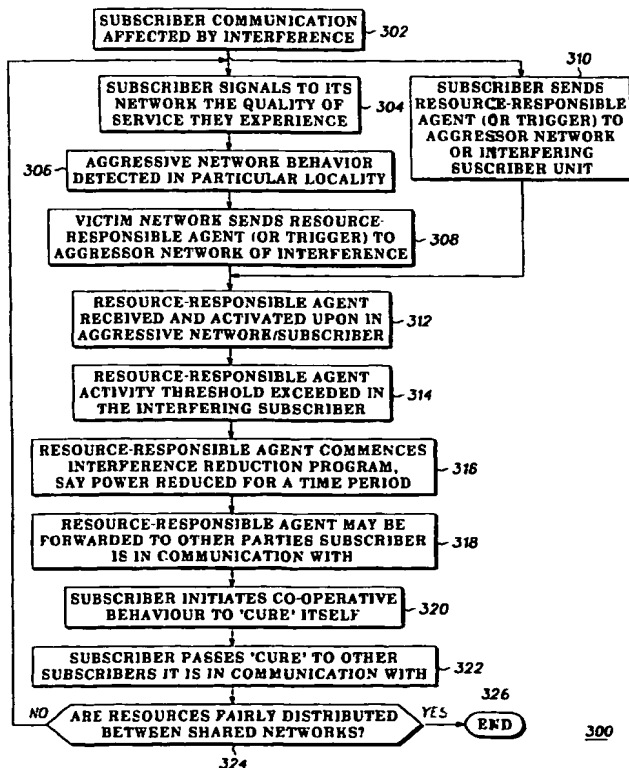 SUBSCRIBER COMMUNICATION
AFFECTED BY INTERFERENCE
302
310
SUBSCRIBER SIGNALS TO ITS
NETWORK THE QUALITY OF
SERVICE THEY EXPERIENCE
304
SUBSCRIBER SENDS
RESOURCE-RESPONSIBLE
AGENT (OR TRIGGER) TO
AGGRESSOR NETWORK
OR INTERFERING
SUSCRIBER UNIT
306
AGGRESSIVE NETWORK BEHAVIOR
DETECTED IN PARTICULAR LOCALITY
VICTIM NETWORK SENDS RESOURCE-
RESPONSIBLE AGENT (OR TRIGGER) TO
AGGRESSOR NETWORK OF INTERFERENCE
308
RESOURCE-RESPONSIBLE AGENT
RECEIVED AND ACTIVATED UPON IN
AGGRESSIVE NETWORK/SUBSCRIBER
312
RESOURCE-RESPONSIBLE AGENT
ACTIVITY THRESHOLD EXCEEDED IN
THE INTERFERING SUBSCRIBER
314
RESOURCE-RESPONSIBLE AGENT COMMENCES
INTERFERENCE REDUCTION PROGRAM,
SAY POWER REDUCED FOR A TIME PERIOD
316
RESOURCE-RESPONSIBLE AGENT MAY BE
FORWARDED TO OTHER PARTIES SUBSCRIBER
IS IN COMMUNICATION WITH
318
SUBSCRIBER INITIATES CO-OPERATIVE
BEHAVIOUR TO 'CURE' ITSELF
320
SUBSCRIBER PASSES 'CURE' TO OTHER
SUBSCRIBERS IT IS IN COMMUNICATION WITH
322
NO
ARE RESOURCES FAIRLY DISTRIBUTED
BETWEEN SHARED NETWORKS?
YES
326
END
324
300